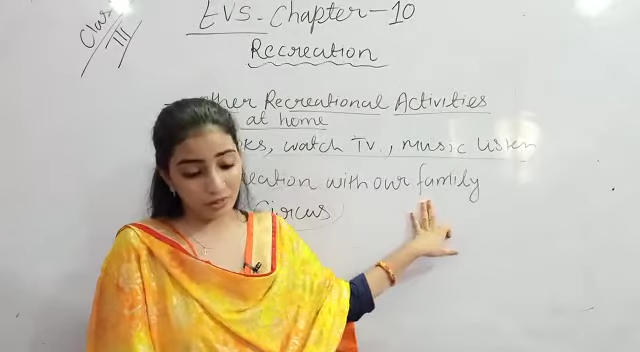 EVS - Chapter - 10
Class III
Recreation
Other Recreational Activities
at home
watch Tv., music listen
with our family
Circus